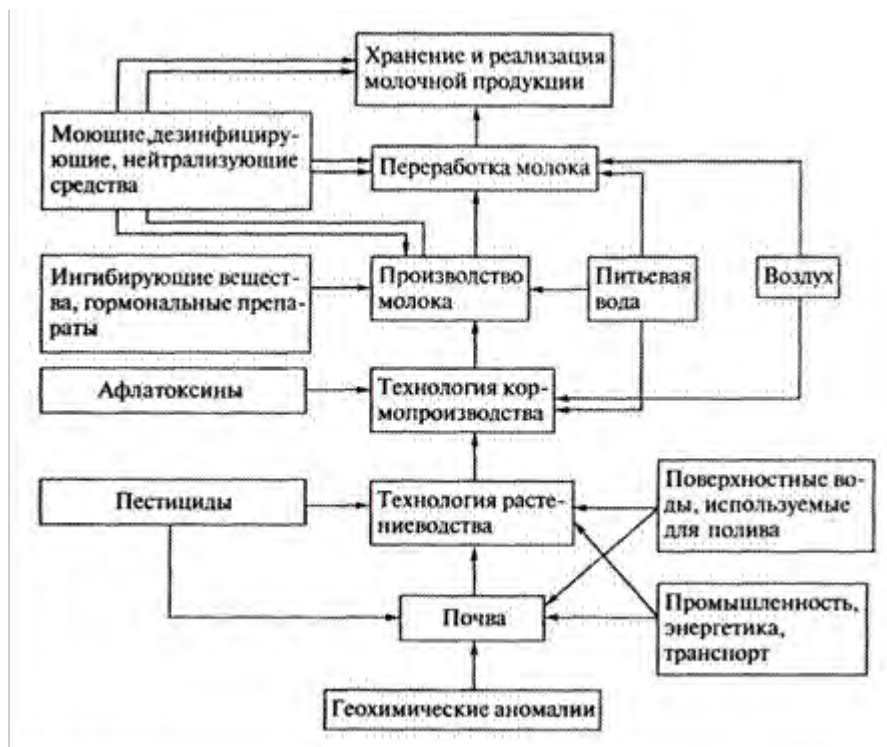 Хранение и реализация
молочной продукции
Моющие,дезинфициру-
ющие, нейтрализующие
средства
Переработка молока
Ингибирующие вещест-
ва, гормональные препа-
раты
Производство
молока
Питьевая
вода
Воздух
Афлатоксины
Технология кор-
мопроизводства
Пестициды
Технология расте-
ниеводства
Поверхностные во-
ды, используемые
для полива
Почва
Промышленность,
энергетика,
транспорт
Геохимические аномалии